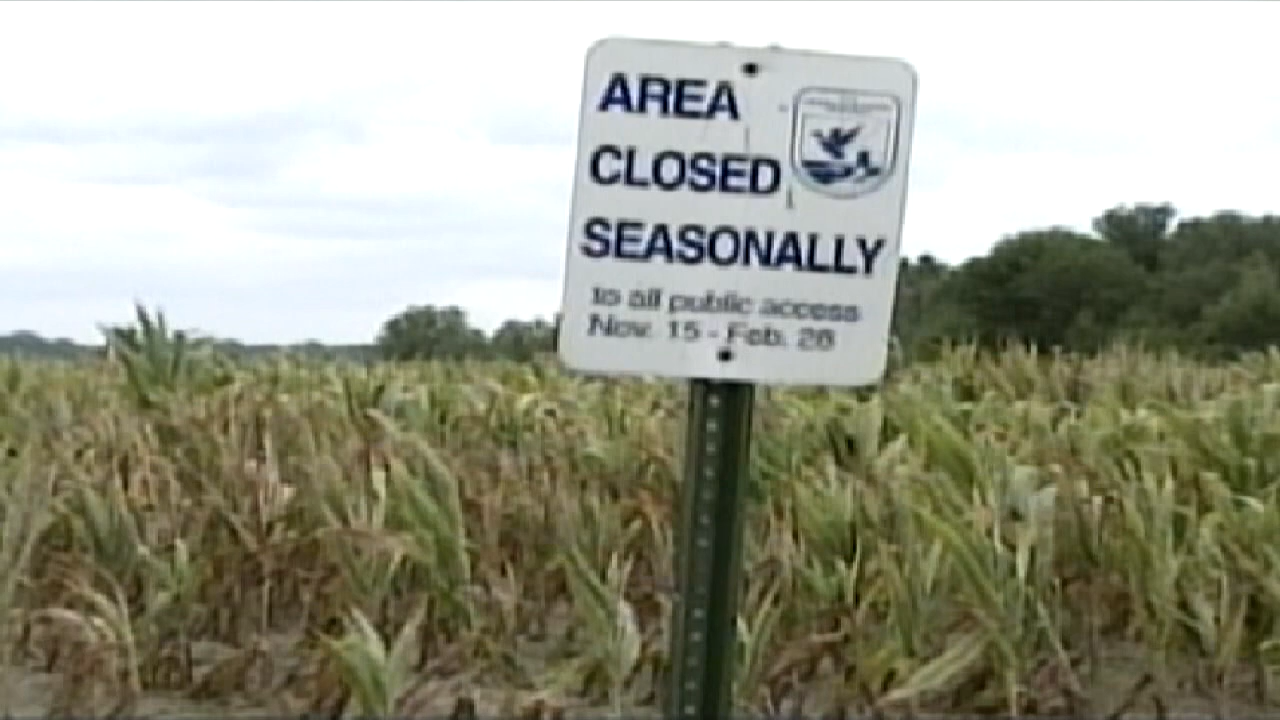 AREA
CLOSED
SEASONALLY
to all public access
Nov. 15 - Feb. 28